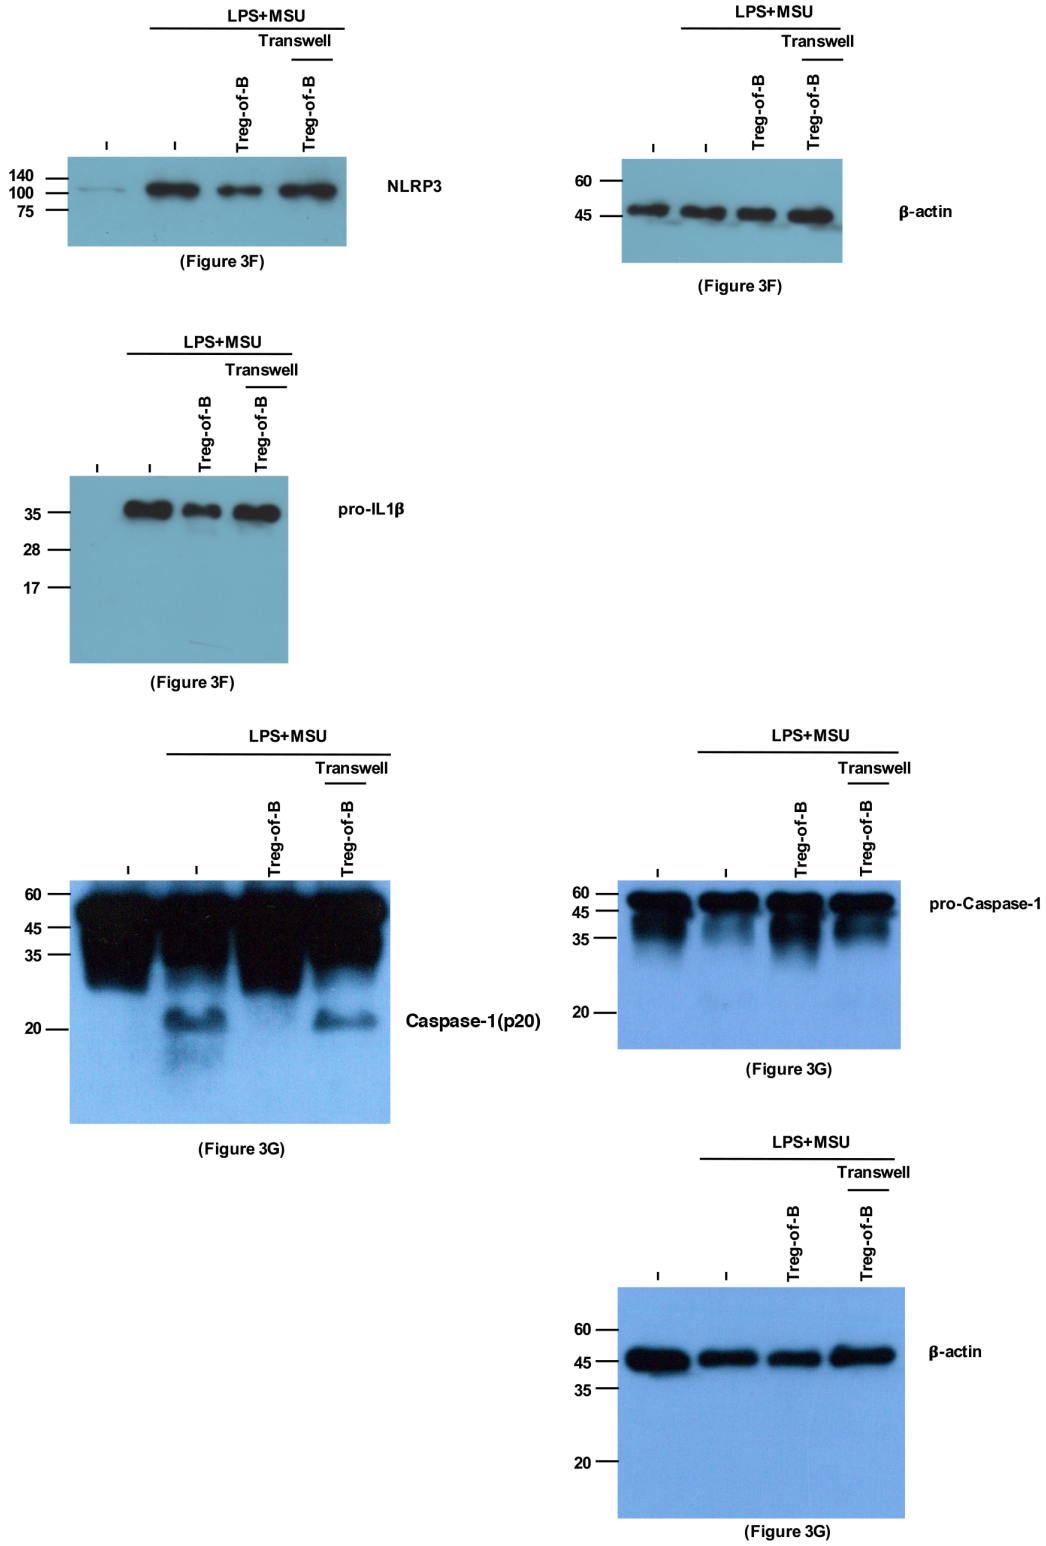 LPS+MSU
Transwell
– – Treg-of-B Treg-of-B
140
100
75
NLRP3
(Figure 3F)
LPS+MSU
Transwell
– – Treg-of-B Treg-of-B
60
45
β-actin
(Figure 3F)
LPS+MSU
Transwell
– – Treg-of-B Treg-of-B
35
28
17
pro-IL1β
(Figure 3F)
LPS+MSU
Transwell
– – Treg-of-B Treg-of-B
60
45
35
20
Caspase-1(p20)
(Figure 3G)
LPS+MSU
Transwell
– – Treg-of-B Treg-of-B
60
45
35
20
pro-Caspase-1
(Figure 3G)
LPS+MSU
Transwell
– – Treg-of-B Treg-of-B
60
45
35
20
β-actin
(Figure 3G)